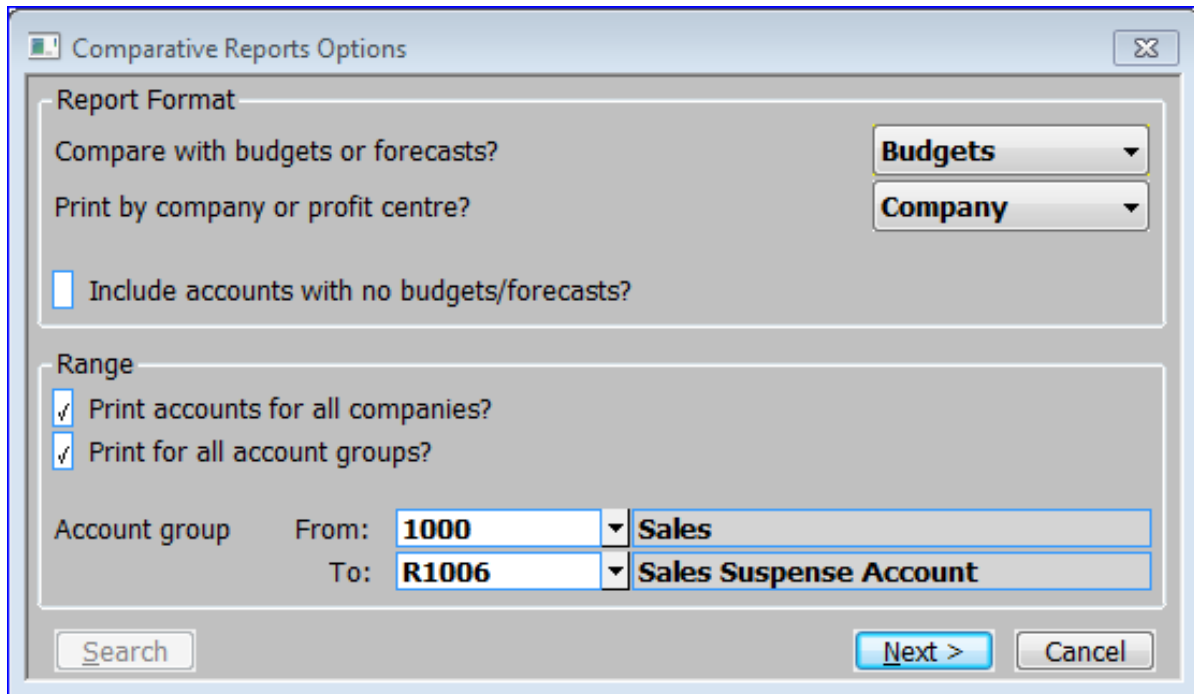 Comparative Reports Options
Report Format
Compare with budgets or forecasts? Budgets
Print by company or profit centre? Company
Include accounts with no budgets/forecasts?
Range
Print accounts for all companies?
Print for all account groups?
Account group From: 1000 Sales
To: R1006 Sales Suspense Account
Search Next > Cancel